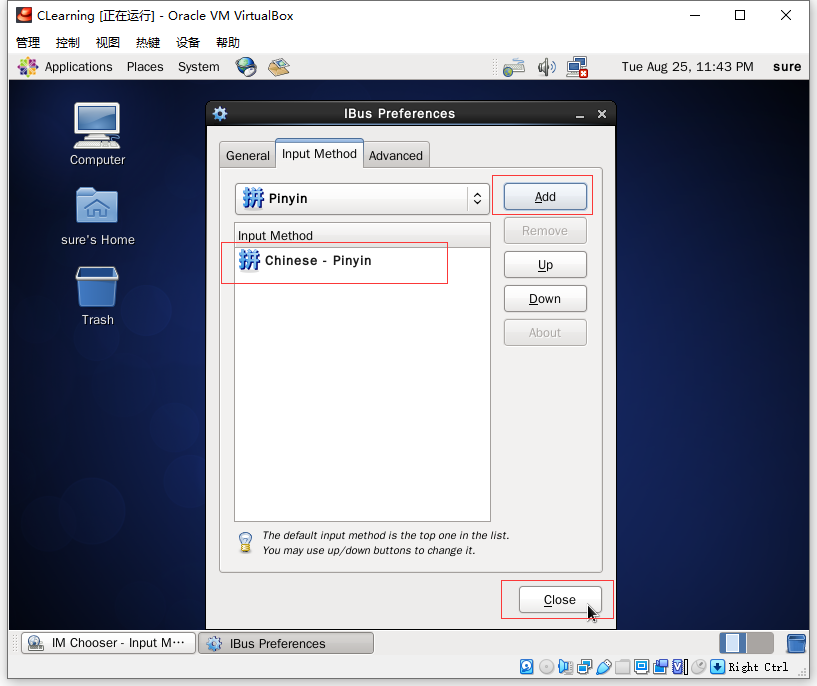 CLearning [正在运行] - Oracle VM VirtualBox
管理 控制 视图 热键 设备 帮助
Applications Places System Tue Aug 25, 11:43 PM sure
Computer
sure's Home
Trash
IBus Preferences
General Input Method Advanced
拼 Pinyin
Add
Input Method
Remove
拼 Chinese - Pinyin
Up
Down
About
The default input method is the top one in the list.
You may use up/down buttons to change it.
Close
IM Chooser - Input M··· IBus Preferences
Right Ctrl